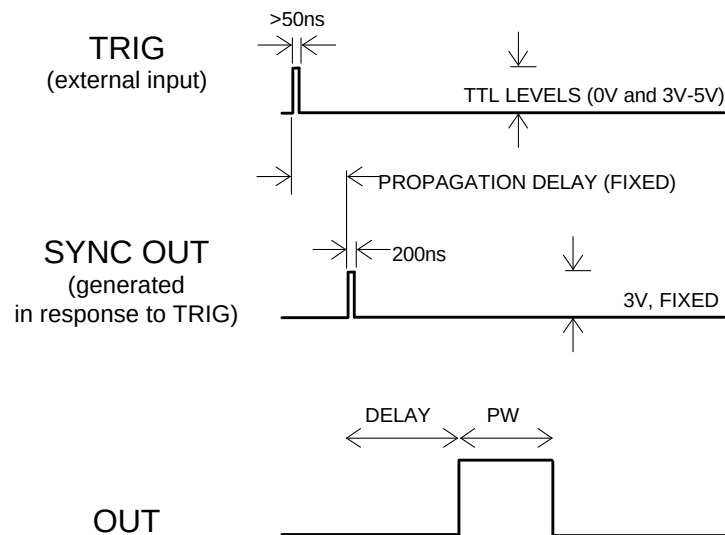 >50ns
TRIG
(external input)
TTL LEVELS (0V and 3V-5V)
PROPAGATION DELAY (FIXED)
SYNC OUT
(generated
in response to TRIG)
200ns
3V, FIXED
DELAY
PW
OUT